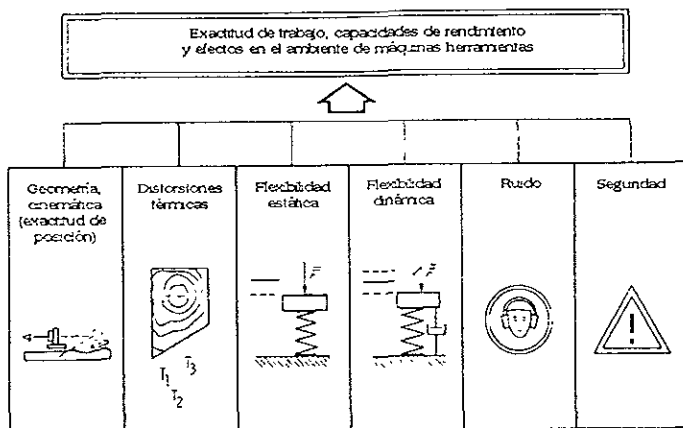 Exactitud de trabajo, capacidades de rendimiento
y efectos en el ambiente de máquinas herramientas
Geometría,
cinemática
(exactitud de
posición)
Distorsiones
térmicas
T1
T2
T3
Flexibilidad
estática
F
Flexibilidad
dinámica
F
Ruido
Seguridad
!